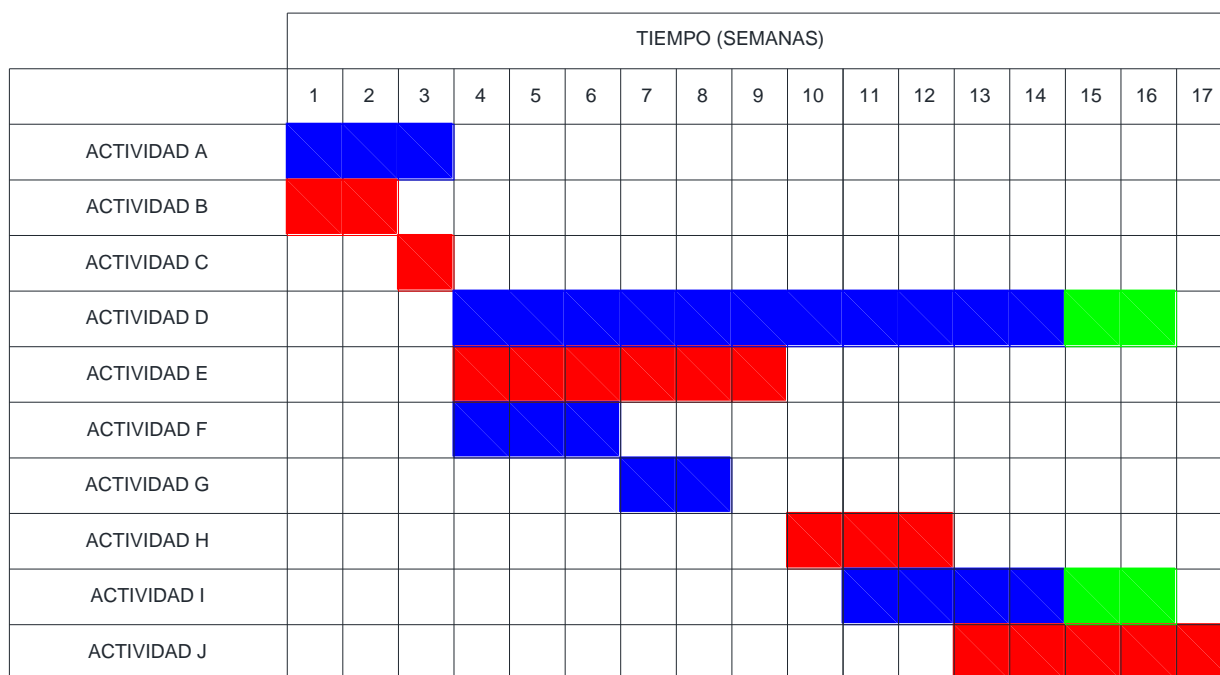 TIEMPO (SEMANAS)
1 2 3 4 5 6 7 8 9 10 11 12 13 14 15 16 17
ACTIVIDAD A
ACTIVIDAD B
ACTIVIDAD C
ACTIVIDAD D
ACTIVIDAD E
ACTIVIDAD F
ACTIVIDAD G
ACTIVIDAD H
ACTIVIDAD I
ACTIVIDAD J